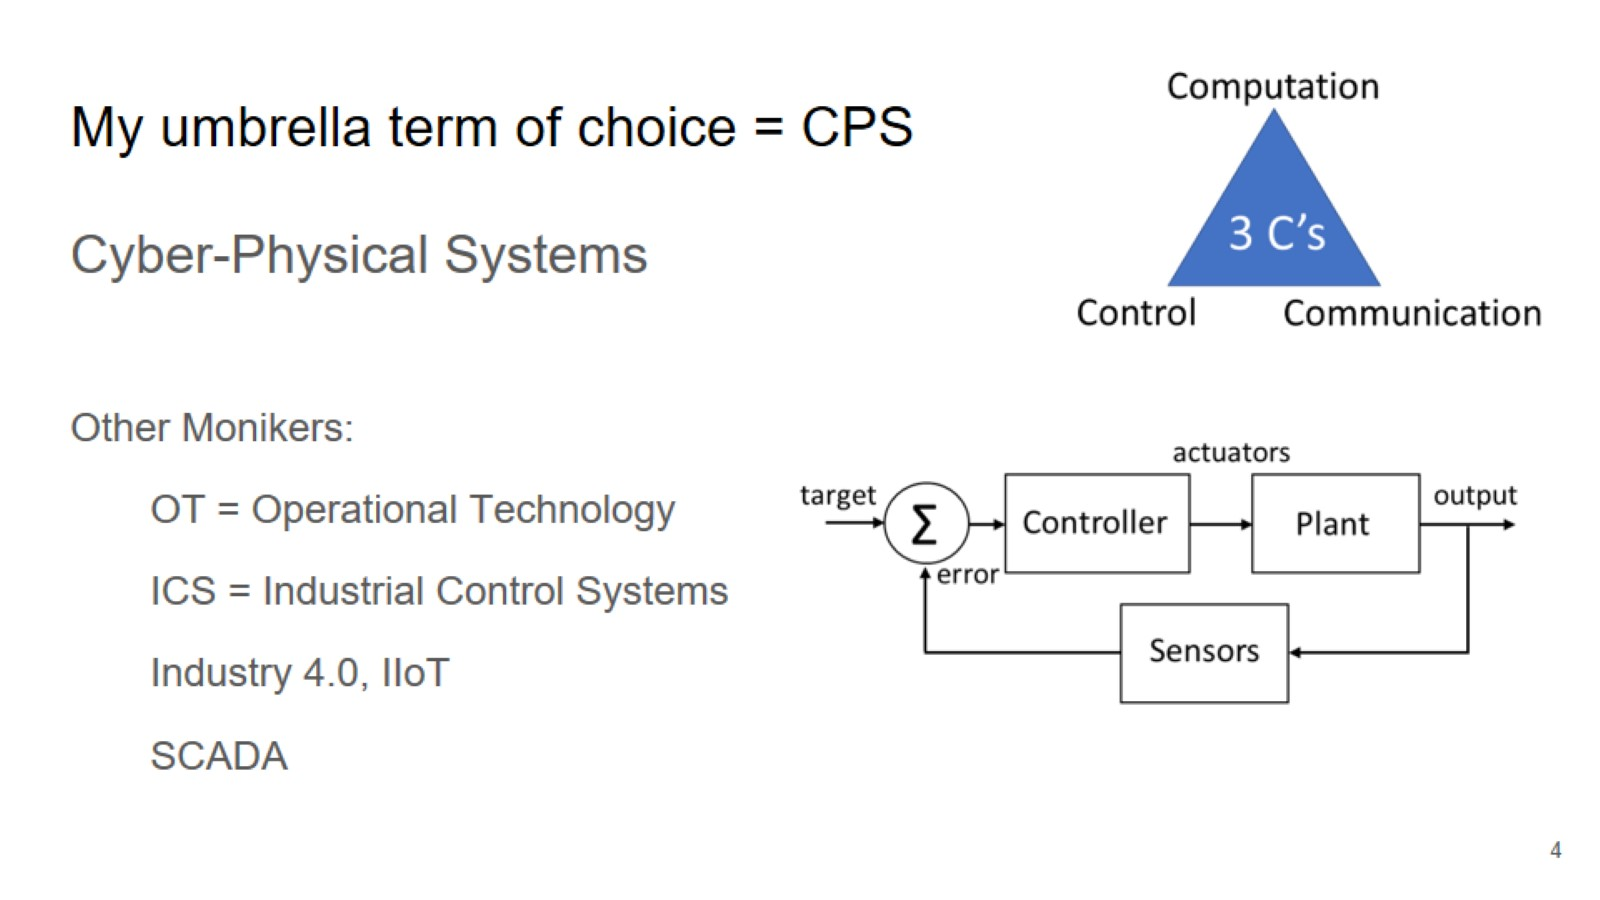 My umbrella term of choice = CPS
Cyber-Physical Systems
Other Monikers:
OT = Operational Technology
ICS = Industrial Control Systems
Industry 4.0, IIoT
SCADA
Computation
3 C’s
Control
Communication
actuators
target
Σ
Controller
Plant
output
error
Sensors
4